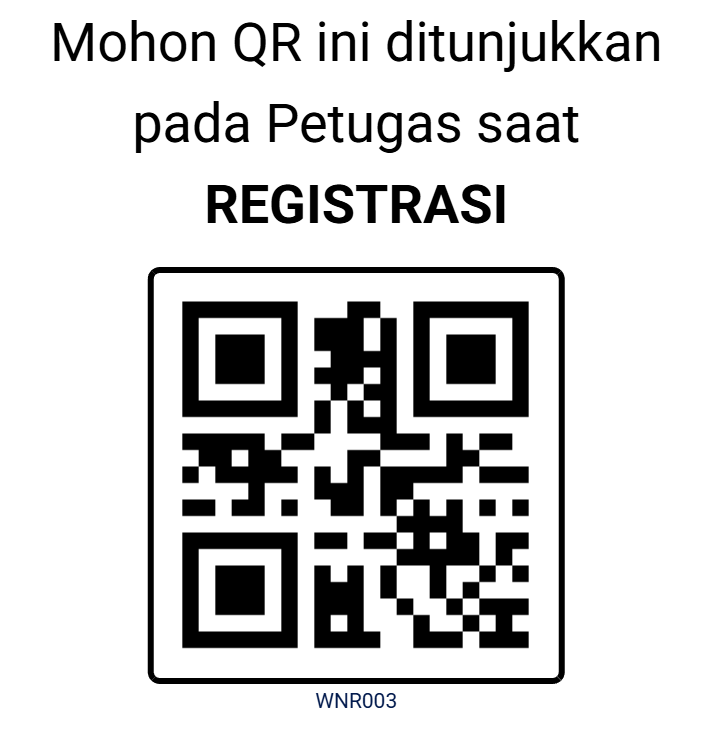 Mohon QR ini ditunjukkan
pada Petugas saat
REGISTRASI
WNR003